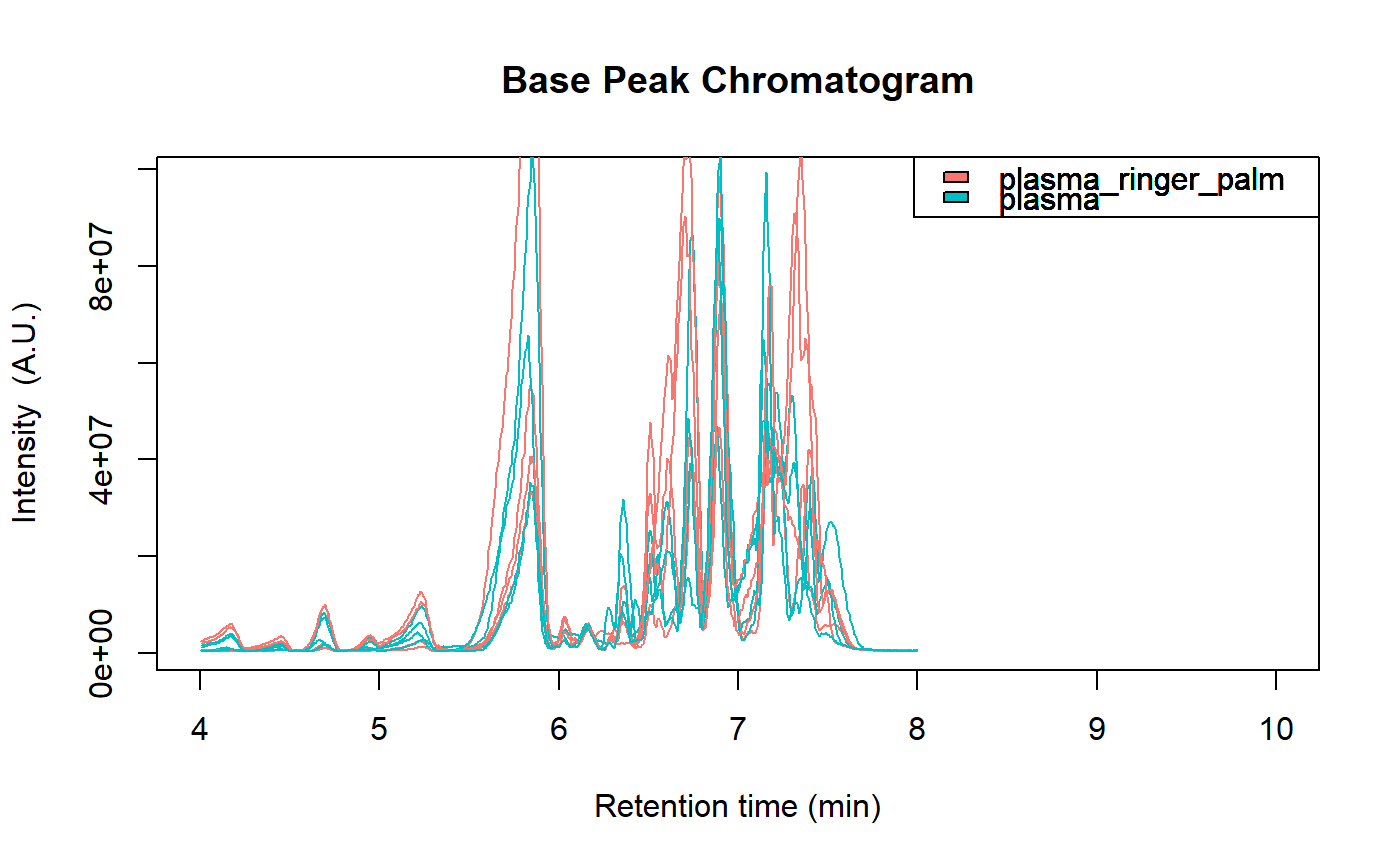 Base Peak Chromatogram
plasma_ringer_palm
plasma
Intensity (A.U.)
8e+07
4e+07
0e+00
4 5 6 7 8 9 10
Retention time (min)